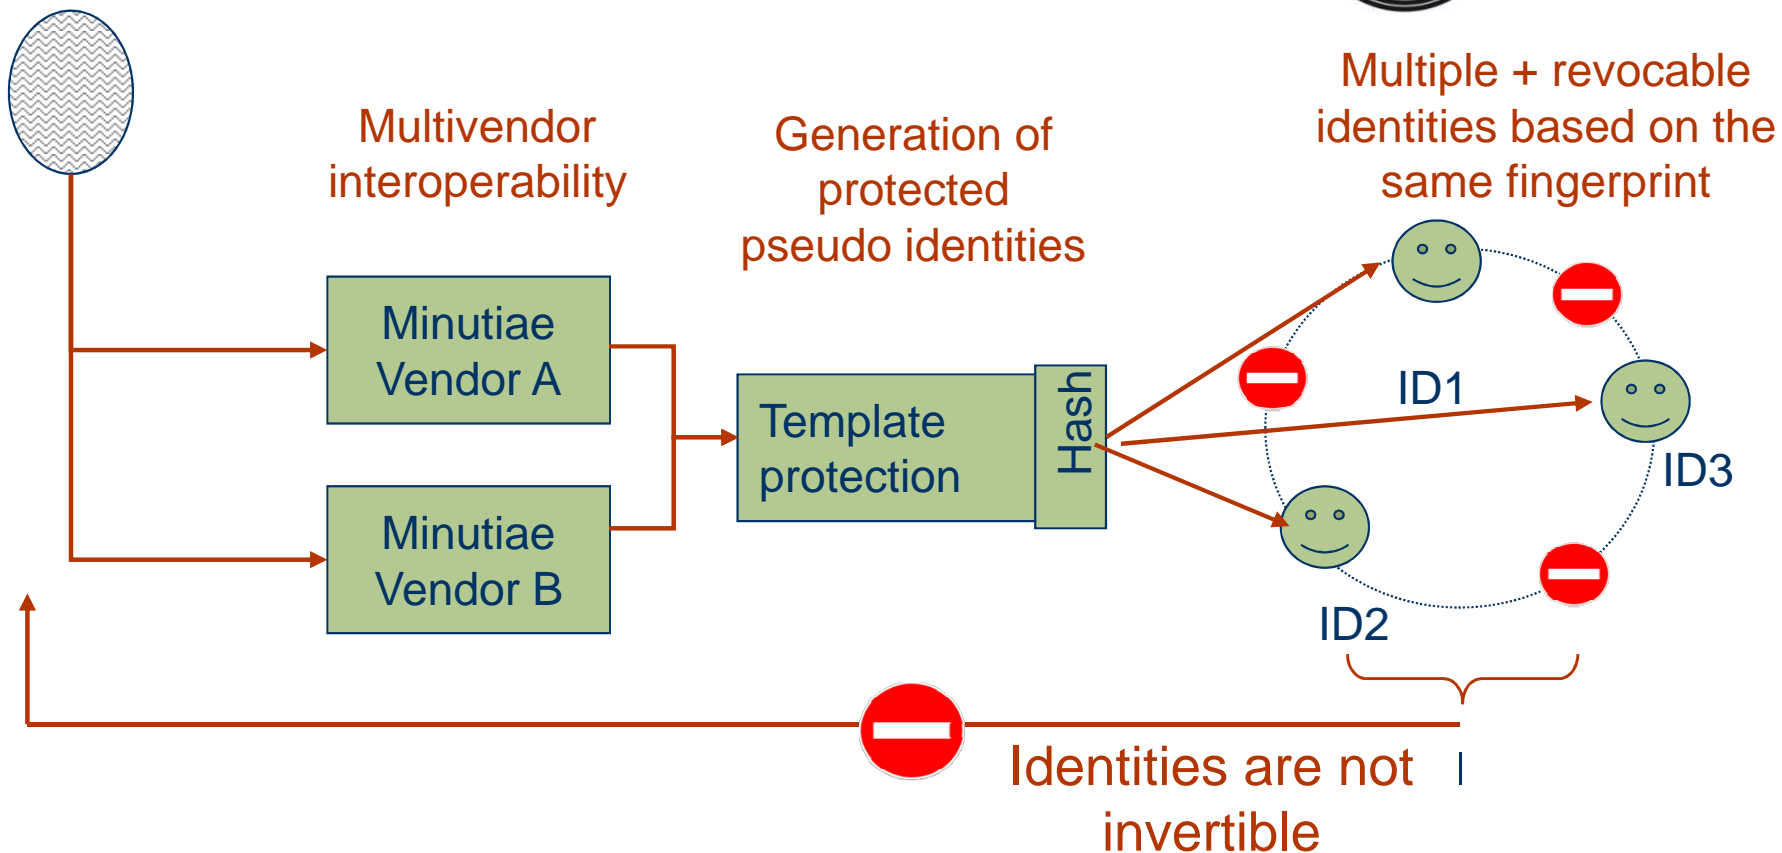 Multiple + revocable
identities based on the
same fingerprint
Multivendor
interoperability
Generation of
protected
pseudo identities
Minutiae
Vendor A
Minutiae
Vendor B
Template
protection
Hash
ID1
ID3
ID2
Identities are not
invertible